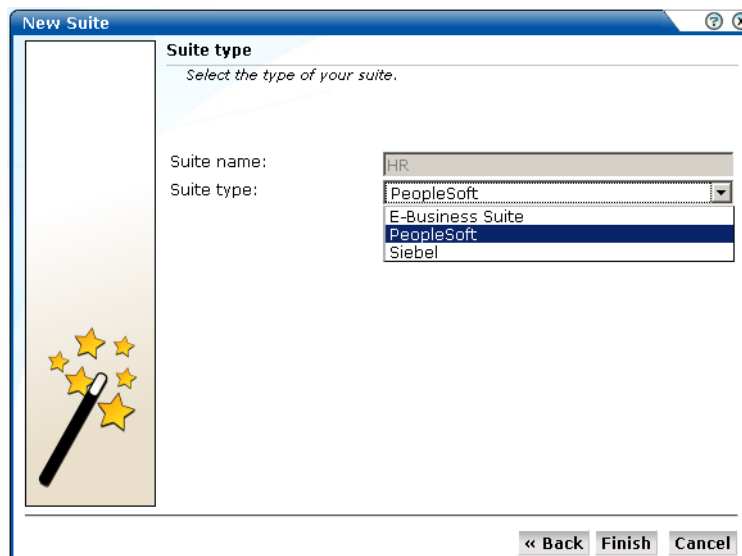 New Suite
Suite type
Select the type of your suite.
Suite name: HR
Suite type: PeopleSoft
E-Business Suite
PeopleSoft
Siebel
« Back Finish Cancel